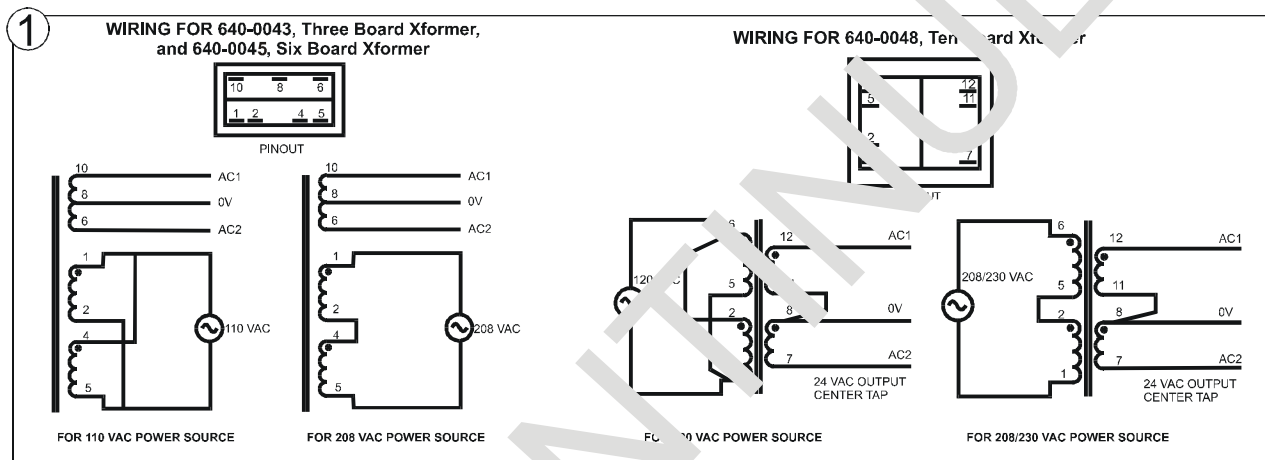 1
WIRING FOR 640-0043, Three Board Xformer,
and 640-0045, Six Board Xformer
10 8 6
1 2 4 5
PINOUT
10
AC1
8
0V
6
AC2
1
2
4
5
110 VAC
FOR 110 VAC POWER SOURCE
10
AC1
8
0V
6
AC2
1
2
4
5
208 VAC
FOR 208 VAC POWER SOURCE
WIRING FOR 640-0048,
12
5
11
2
7
6
12
AC1
5
2
8
0V
7
AC2
24 VAC OUTPUT
CENTER TAP
VAC POWER SOURCE
6
12
AC1
208/230 VAC
5
11
2
8
0V
1
7
AC2
24 VAC OUTPUT
CENTER TAP
FOR 208/230 VAC POWER SOURCE